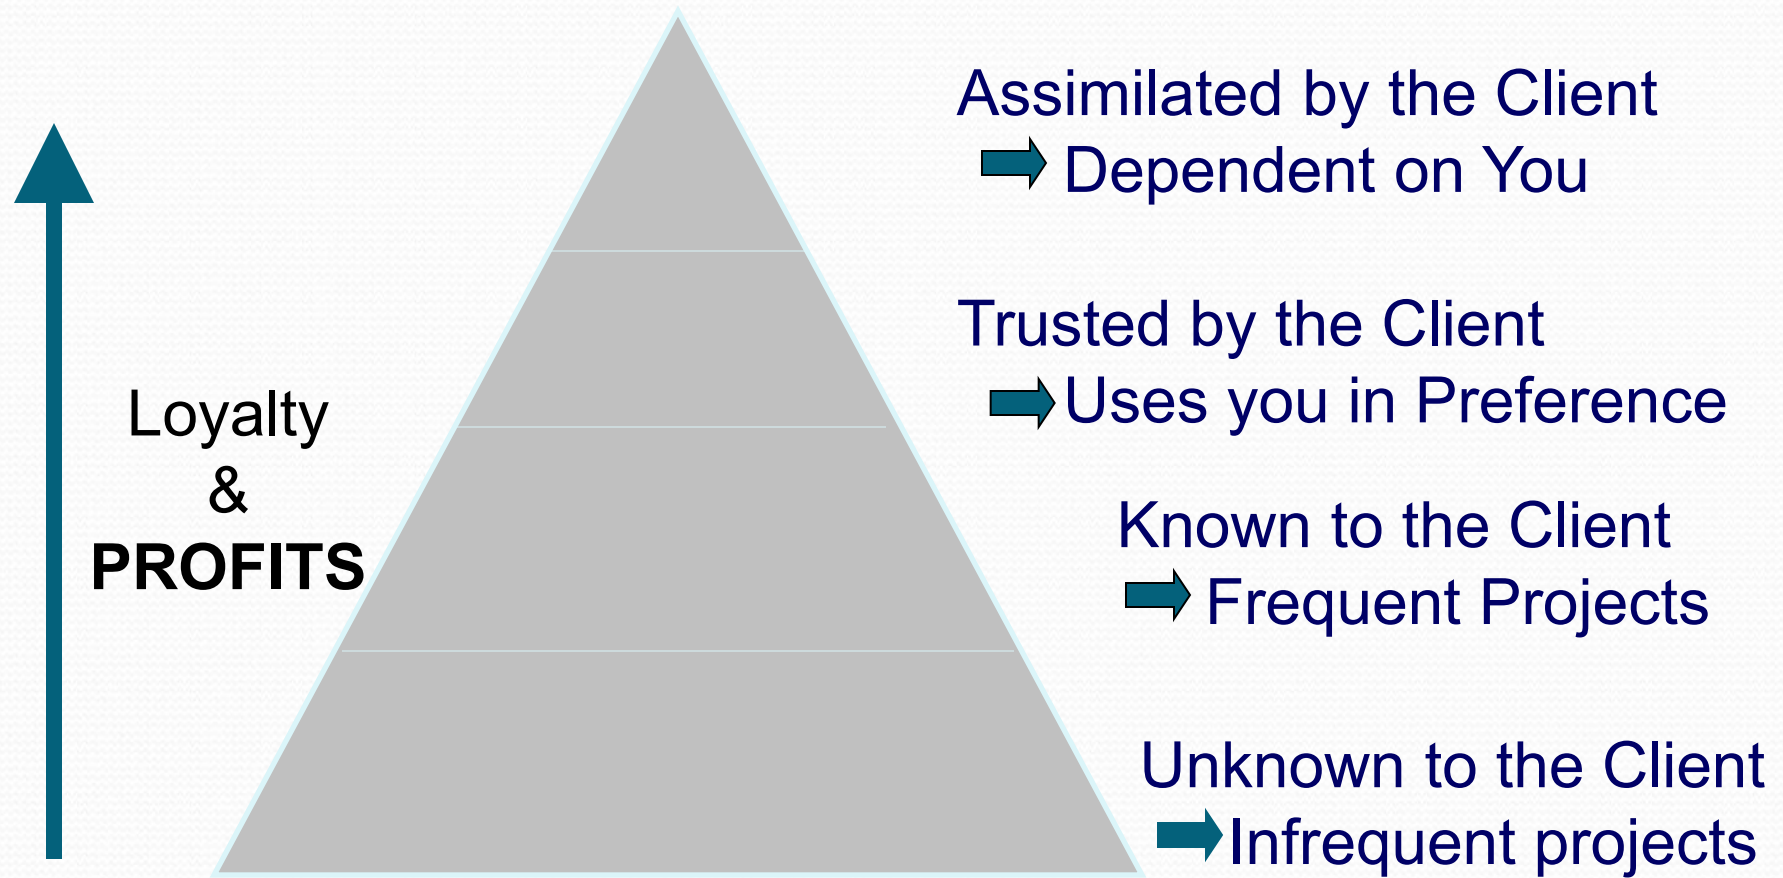 Assimilated by the Client
Dependent on You
Trusted by the Client
Uses you in Preference
Loyalty
&
PROFITS
Known to the Client
Frequent Projects
Unknown to the Client
Infrequent projects